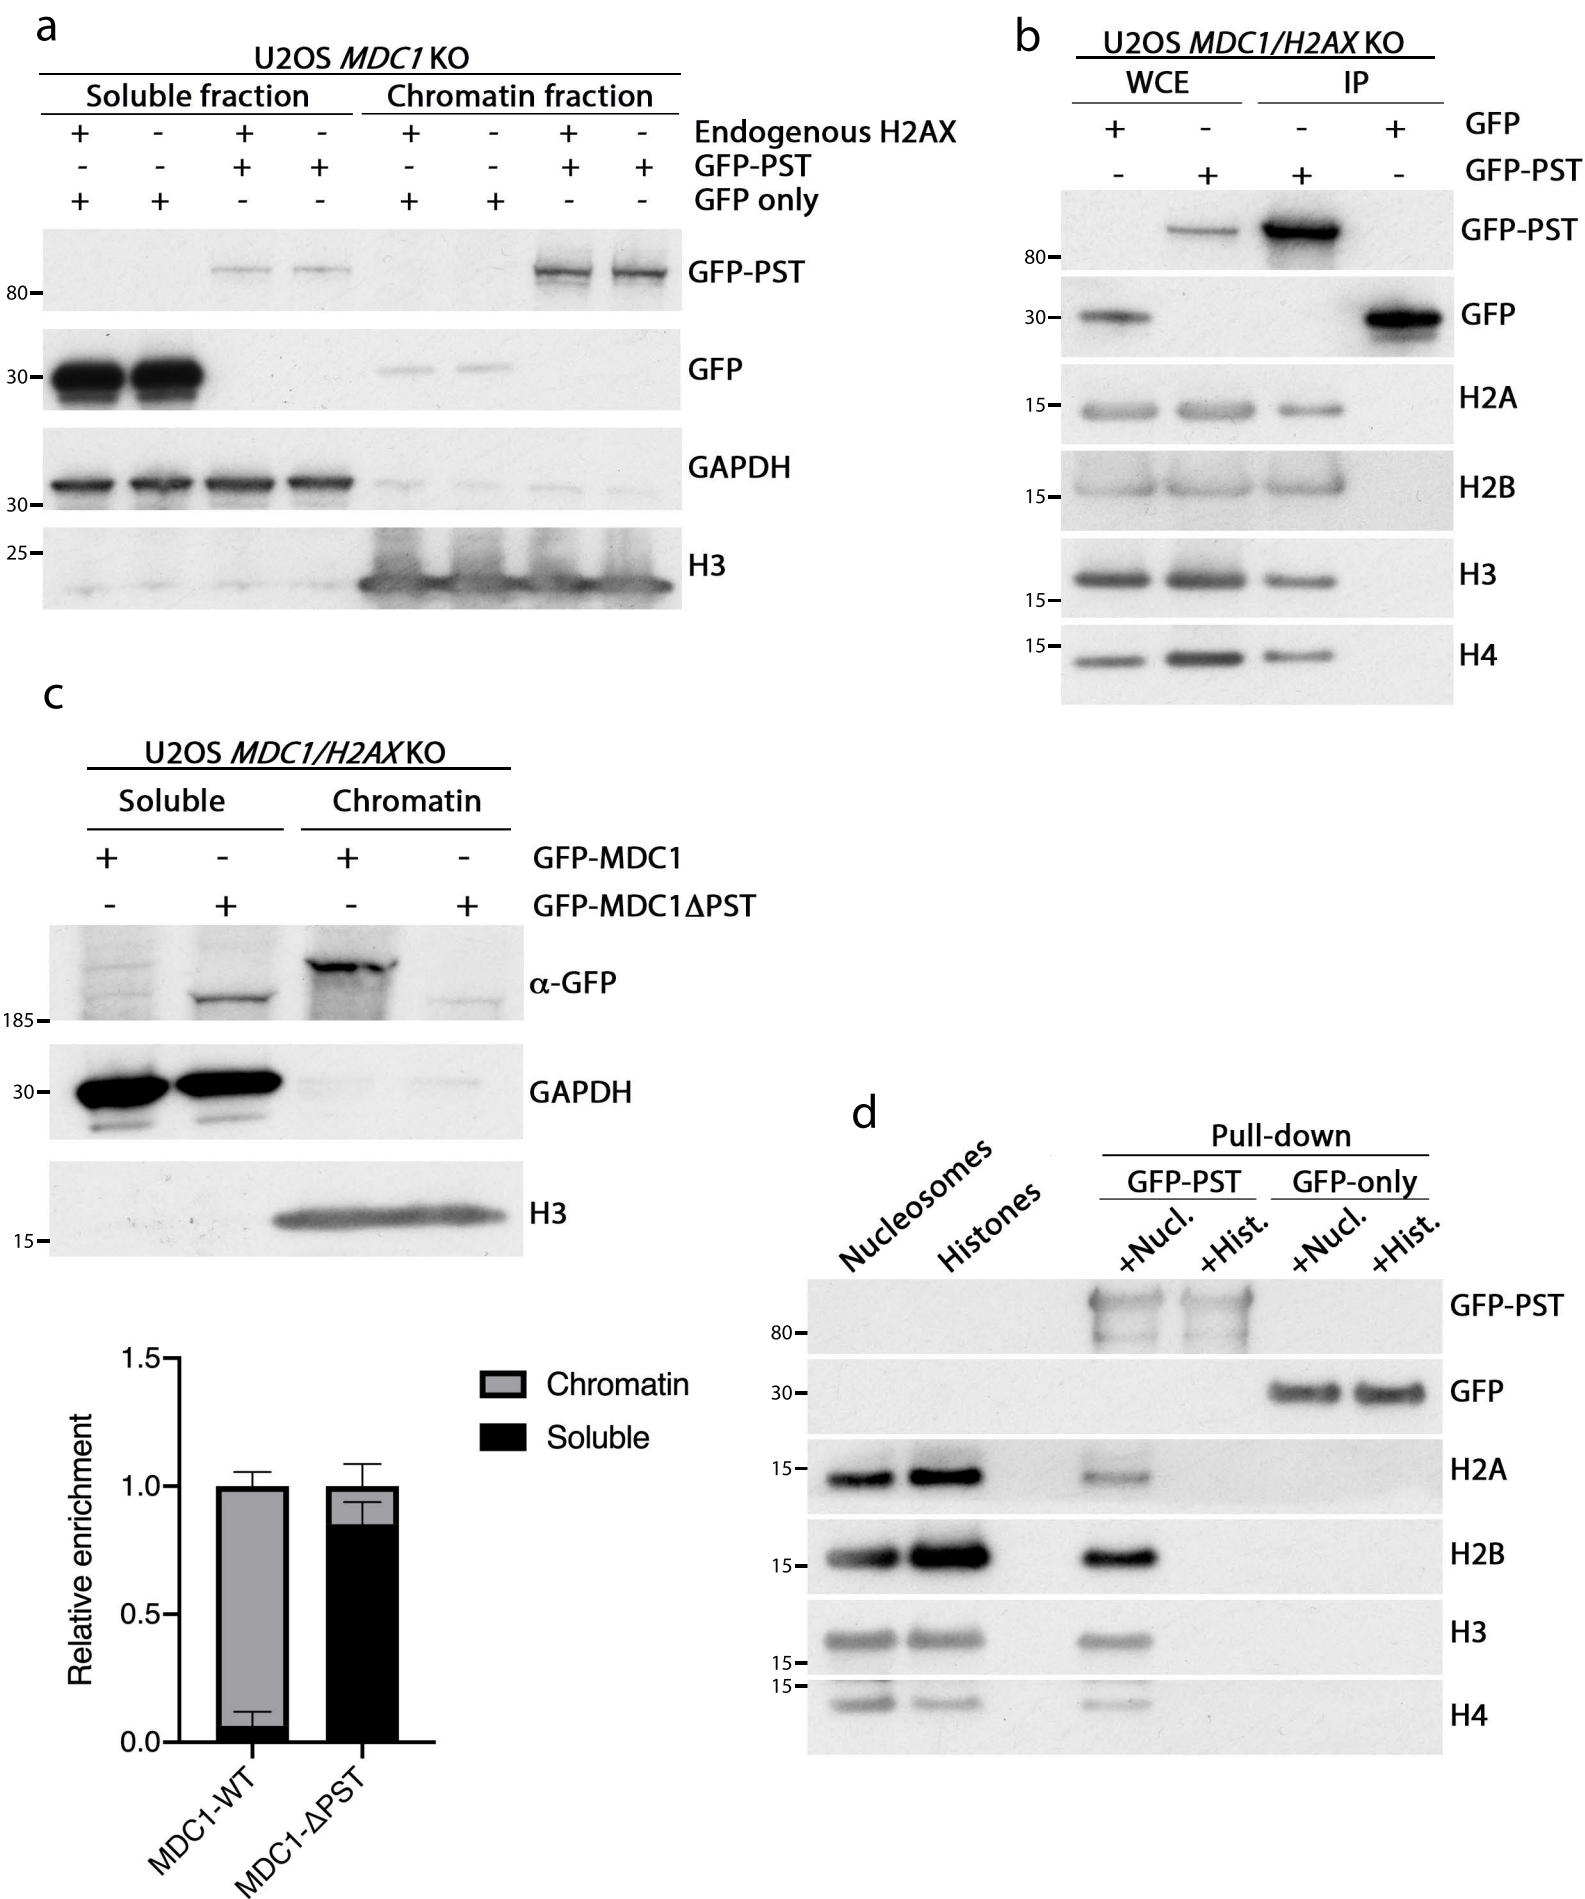 a
U2OS MDC1 KO
Soluble fraction Chromatin fraction
+ - + - + - + - Endogenous H2AX
- - + + - - + + GFP-PST
+ + - - + + - - GFP only
GFP-PST
80
GFP
30
GAPDH
30
25
H3
b
U2OS MDC1/H2AX KO
WCE IP
+ - - + GFP
- + + - GFP-PST
GFP-PST
80
30 GFP
15 H2A
H2B
15
H3
15
15
H4
c
U2OS MDC1/H2AX KO
Soluble Chromatin
+ - + - GFP-MDC1
- + - + GFP-MDC1ΔPST
α-GFP
185
30 GAPDH
H3
15
1.5
1.0
0.5
0.0
Relative enrichment
Chromatin
Soluble
MDC1-WT
MDC1-ΔPST
d
Pull-down
GFP-PST GFP-only
Nucleosomes Histones +Nucl. +Hist. +Nucl. +Hist.
GFP-PST
80
30 GFP
15 H2A
H2B
15
H3
15
15
H4